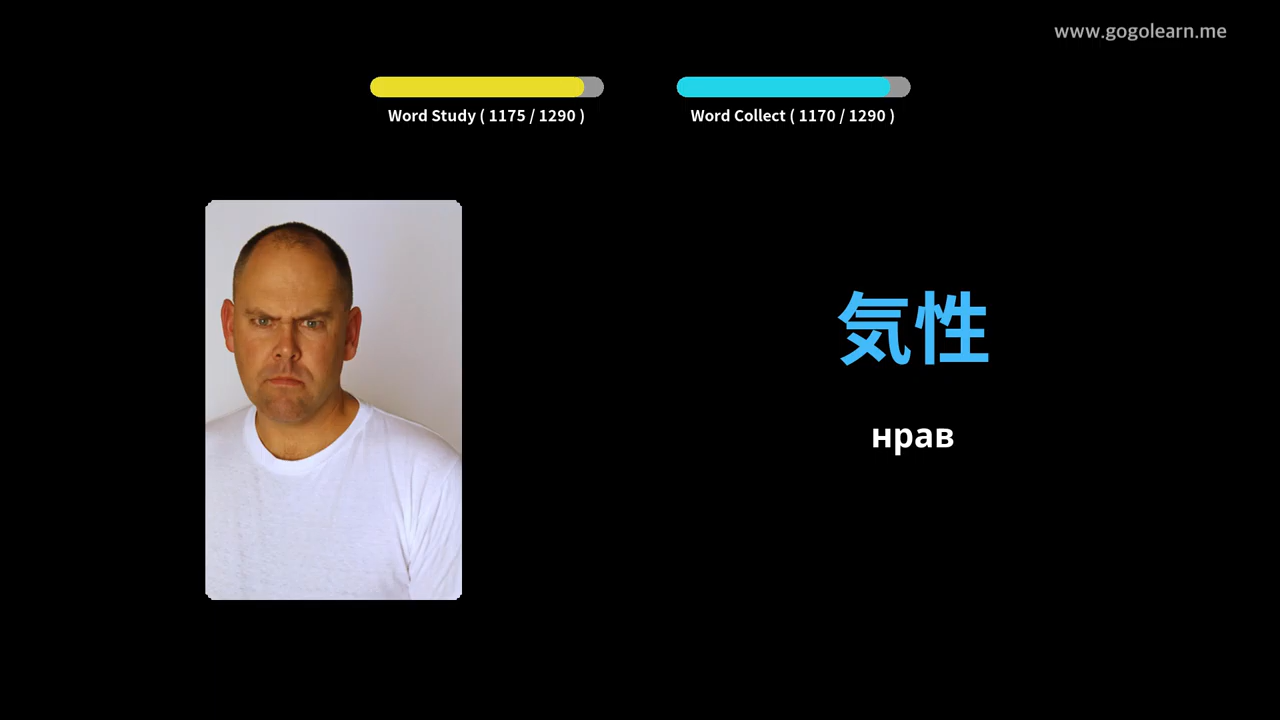 www.gogolearn.me
Word Study ( 1175 / 1290 )
Word Collect ( 1170 / 1290 )
気性
нрав